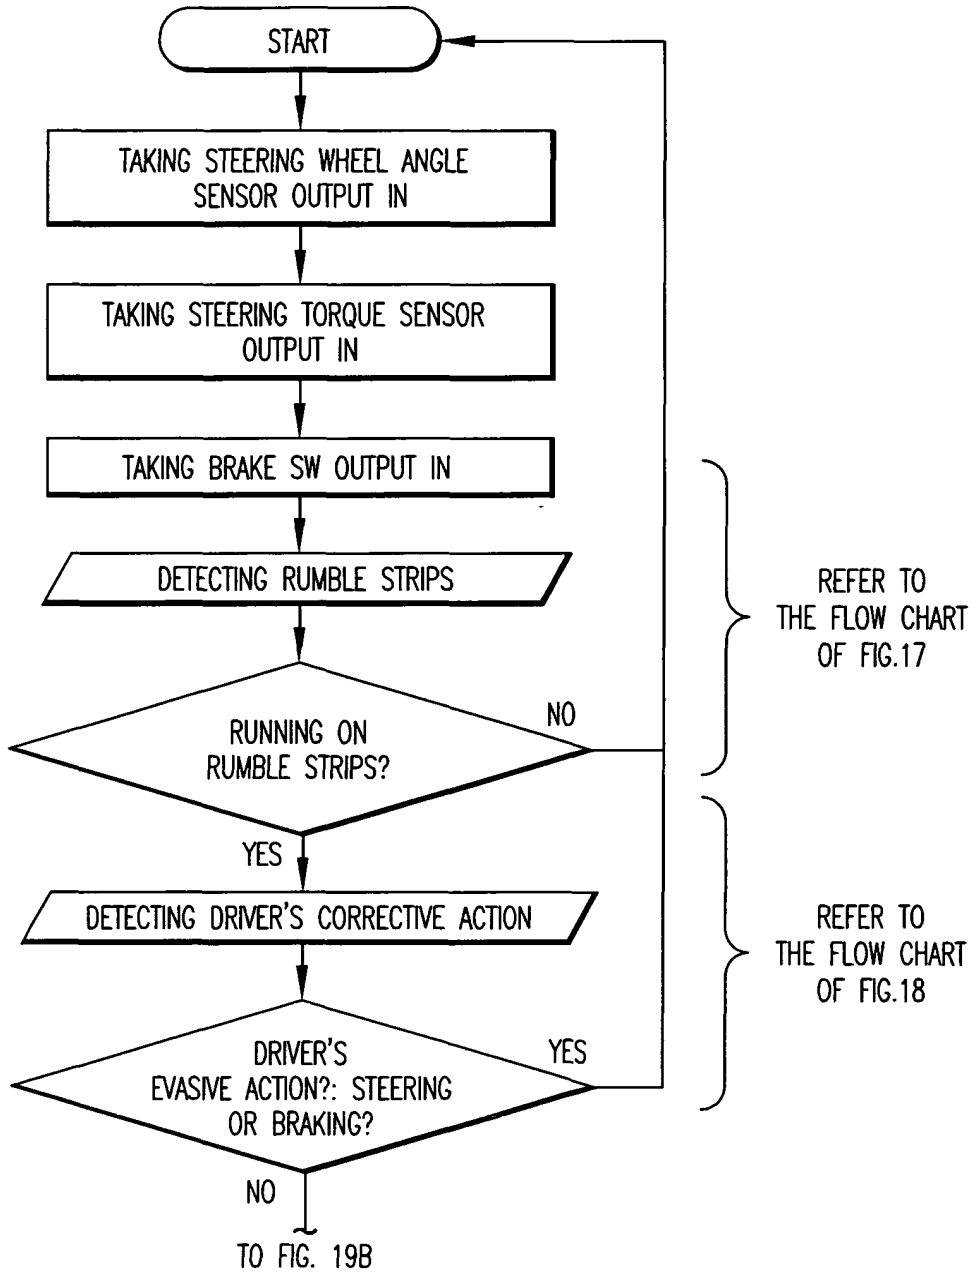 START
TAKING STEERING WHEEL ANGLE
SENSOR OUTPUT IN
TAKING STEERING TORQUE SENSOR
OUTPUT IN
TAKING BRAKE SW OUTPUT IN
DETECTING RUMBLE STRIPS
REFER TO
THE FLOW CHART
OF FIG.17
RUNNING ON
RUMBLE STRIPS?
NO
YES
DETECTING DRIVER'S CORRECTIVE ACTION
REFER TO
THE FLOW CHART
OF FIG.18
DRIVER'S
EVASIVE ACTION?: STEERING
OR BRAKING?
YES
NO
TO FIG. 19B